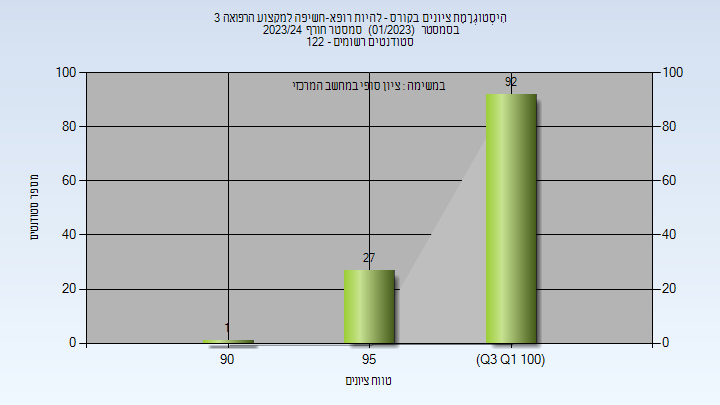 היסטוגרמת ציונים בקורס - להיות רופא-חשיפה למקצוע הרפואה 3
בסמסטר (01/2023) סמסטר חורף 2023/24
סטודנטים רשומים - 122
במשימה : ציון סופי במחשב המרכזי
מספר סטודנטים
100
80
60
40
20
0
100
80
60
40
20
0
1
27
92
90
95
(Q3 Q1 100)
טווח ציונים